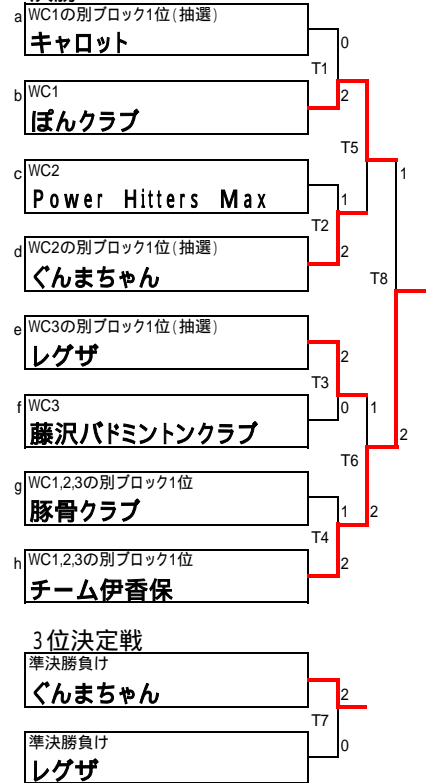 a WC1の別ブロック1位(抽選)
キャロット
0
T1
b WC1
2
ぽんクラブ
T5
c WC2
1
Power Hitters Max
1
T2
d WC2の別ブロック1位(抽選)
2
ぐんまちゃん
T8
e WC3の別ブロック1位(抽選)
レグザ
2
T3
f WC3
0
1
藤沢バドミントンクラブ
2
T6
g WC1,2,3の別ブロック1位
豚骨クラブ
1
2
T4
h WC1,2,3の別ブロック1位
2
チーム伊香保
3位決定戦
準決勝負け
ぐんまちゃん
2
T7
準決勝負け
0
レグザ